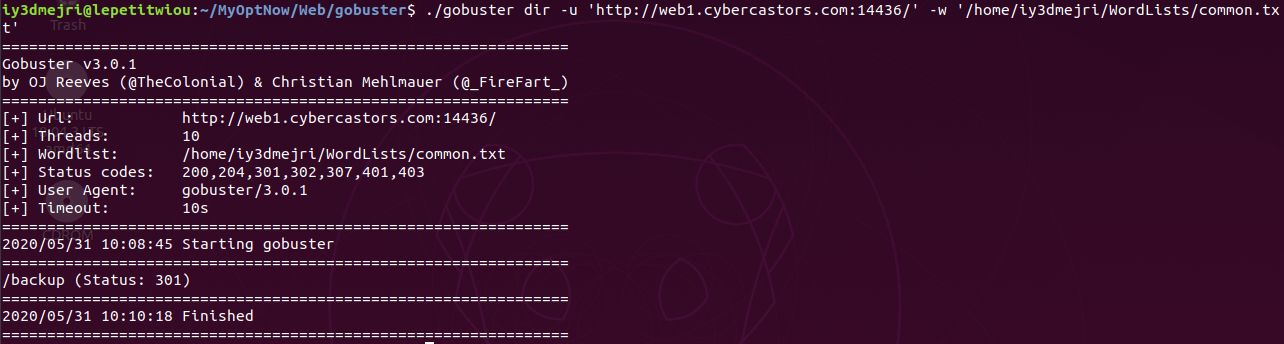 iy3dmejri@lepetitwiou:~/MyOptNow/Web/gobuster$ ./gobuster dir -u 'http://web1.cybercastors.com:14436/' -w '/home/iy3dmejri/WordLists/common.tx
t'
Trash
===============================================================
Gobuster v3.0.1
by OJ Reeves (@TheColonial) & Christian Mehlmauer (@_FireFart_)
===============================================================
[+] Url:            http://web1.cybercastors.com:14436/
[+] Threads:        10
[+] Wordlist:       /home/iy3dmejri/WordLists/common.txt
[+] Status codes:   200,204,301,302,307,401,403
[+] User Agent:     gobuster/3.0.1
[+] Timeout:        10s
===============================================================
2020/05/31 10:08:45 Starting gobuster
===============================================================
/backup (Status: 301)
===============================================================
2020/05/31 10:10:18 Finished
===============================================================
Ubuntu
CDROM